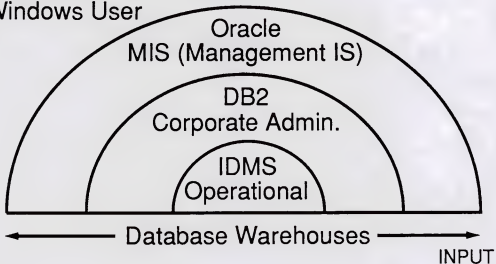 Windows User
Oracle
MIS (Management IS)
DB2
Corporate Admin.
IDMS
Operational
Database Warehouses
INPUT